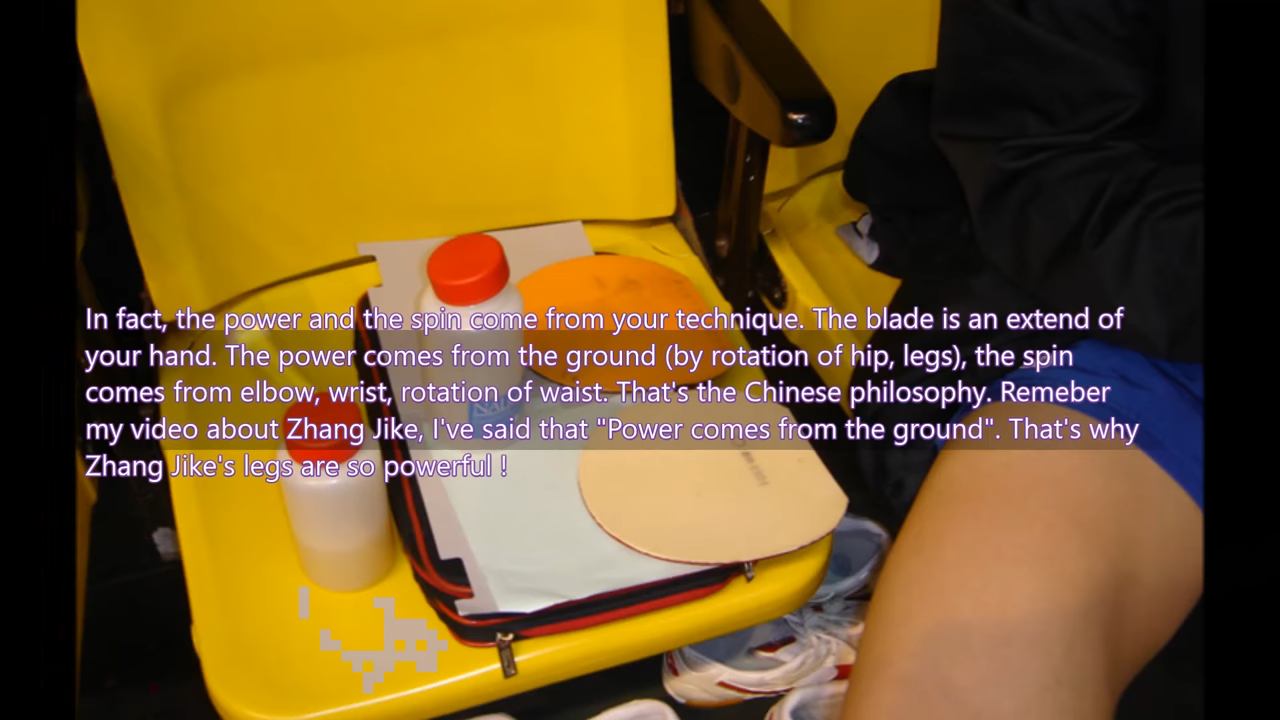 In fact, the power and the spin come from your technique. The blade is an extend of
your hand. The power comes from the ground (by rotation of hip, legs), the spin
comes from elbow, wrist, rotation of waist. That's the Chinese philosophy. Remeber
my video about Zhang Jike, I've said that "Power comes from the ground". That's why
Zhang Jike's legs are so powerful !